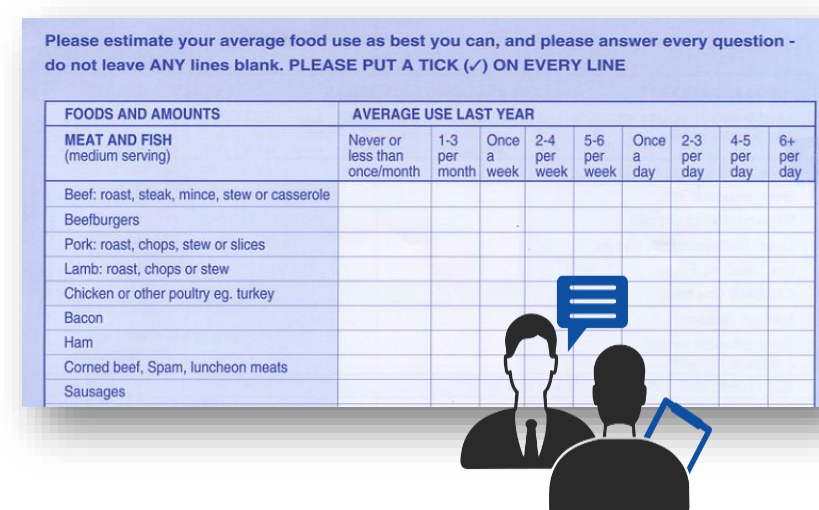 Please estimate your average food use as best you can, and please answer every question -
do not leave ANY lines blank. PLEASE PUT A TICK (✓) ON EVERY LINE
FOODS AND AMOUNTS AVERAGE USE LAST YEAR
MEAT AND FISH
(medium serving)
Never or
less than
once/month
1-3
per
month
Once
a
week
2-4
per
week
5-6
per
week
Once
a
day
2-3
per
day
4-5
per
day
6+
per
day
Beef: roast, steak, mince, stew or casserole
Beefburgers
Pork: roast, chops, stew or slices
Lamb: roast, chops or stew
Chicken or other poultry eg. turkey
Bacon
Ham
Corned beef, Spam, luncheon meats
Sausages